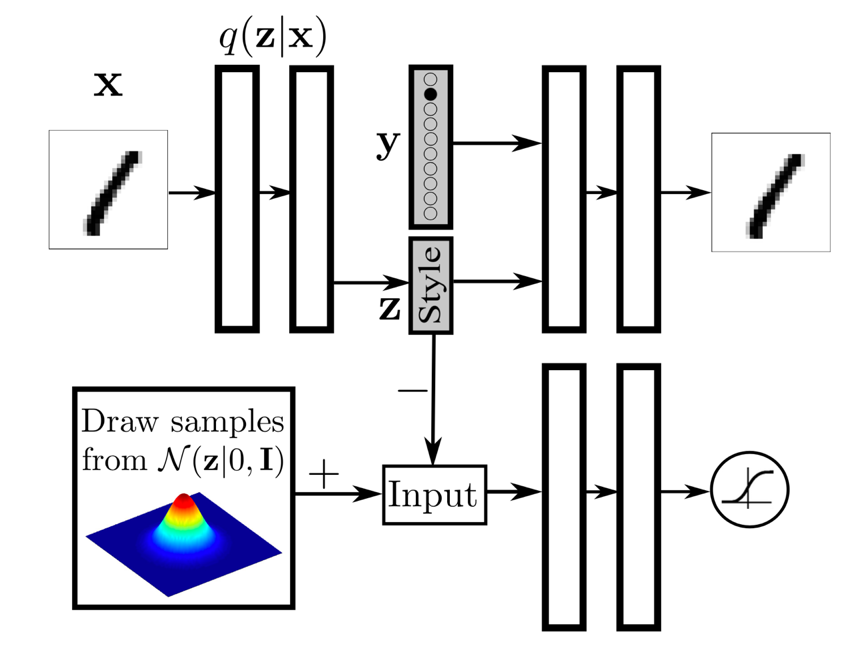 q(z|x)
x
y
z
Style
−
Draw samples
from 𝒩(z|0, I)
+
Input